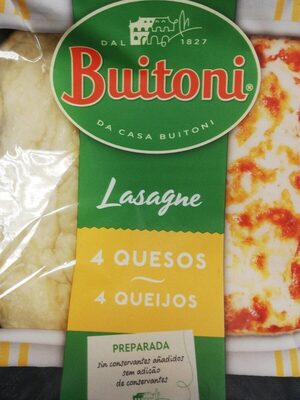 DAL 1827
Buitoni®
DA CASA BUITONI
Lasagne
4 QUESOS
4 QUEIJOS
PREPARADA
sin conservantes añadidos
sem adição
de conservantes